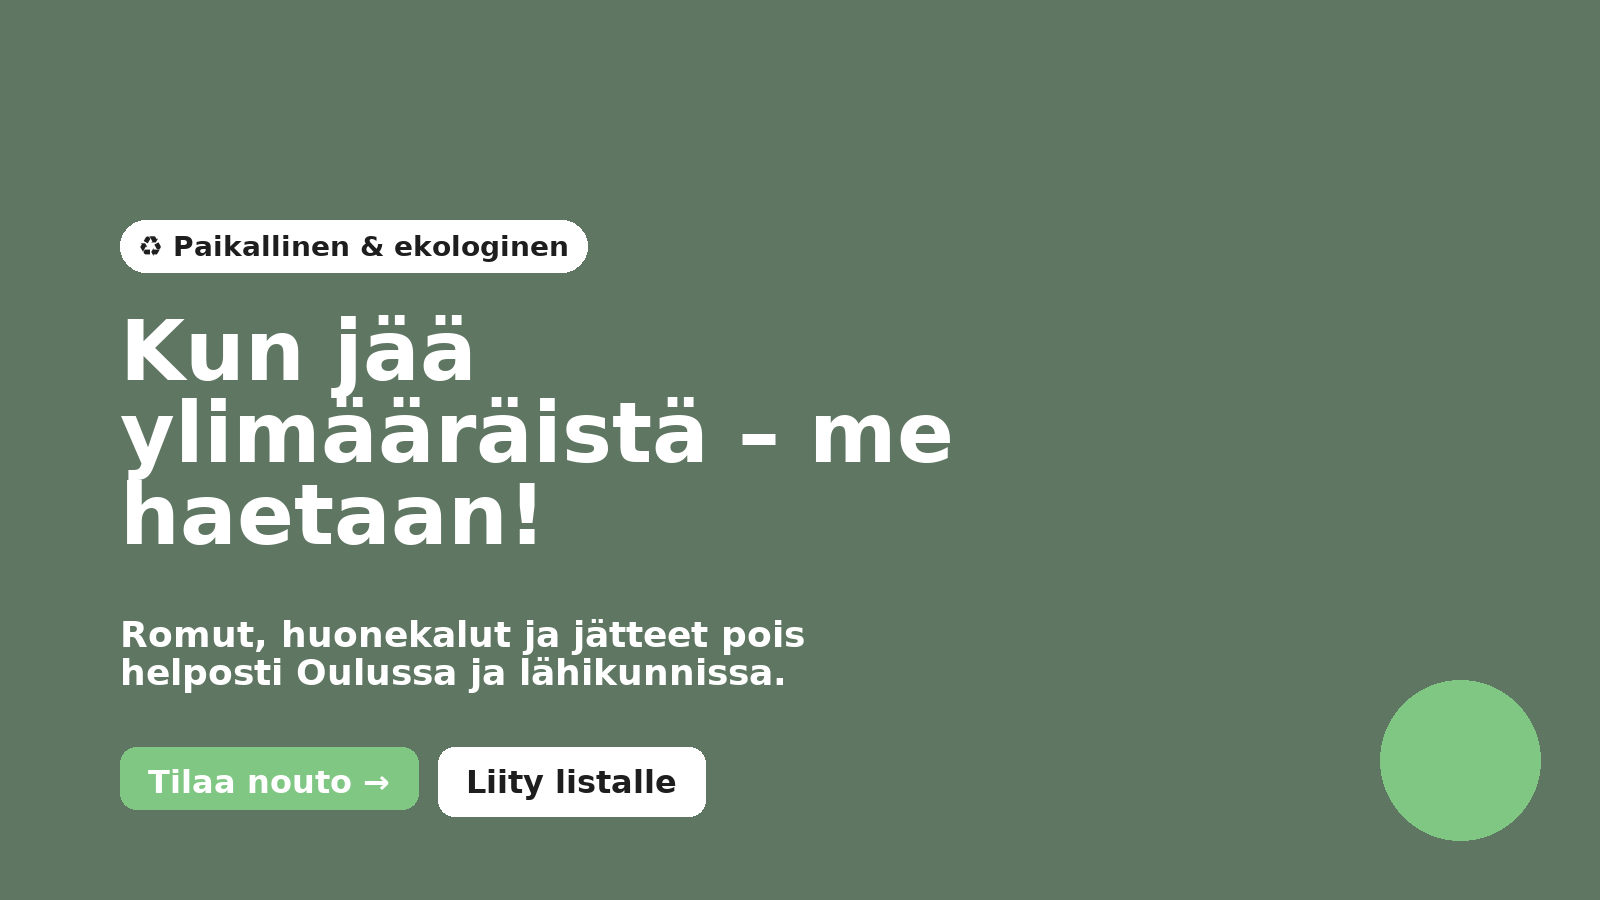 ♻ Paikallinen & ekologinen
Kun jää
ylimääräistä – me
haetaan!
Romut, huonekalut ja jätteet pois
helposti Oulussa ja lähikunnissa.
Tilaa nouto →
Liity listalle